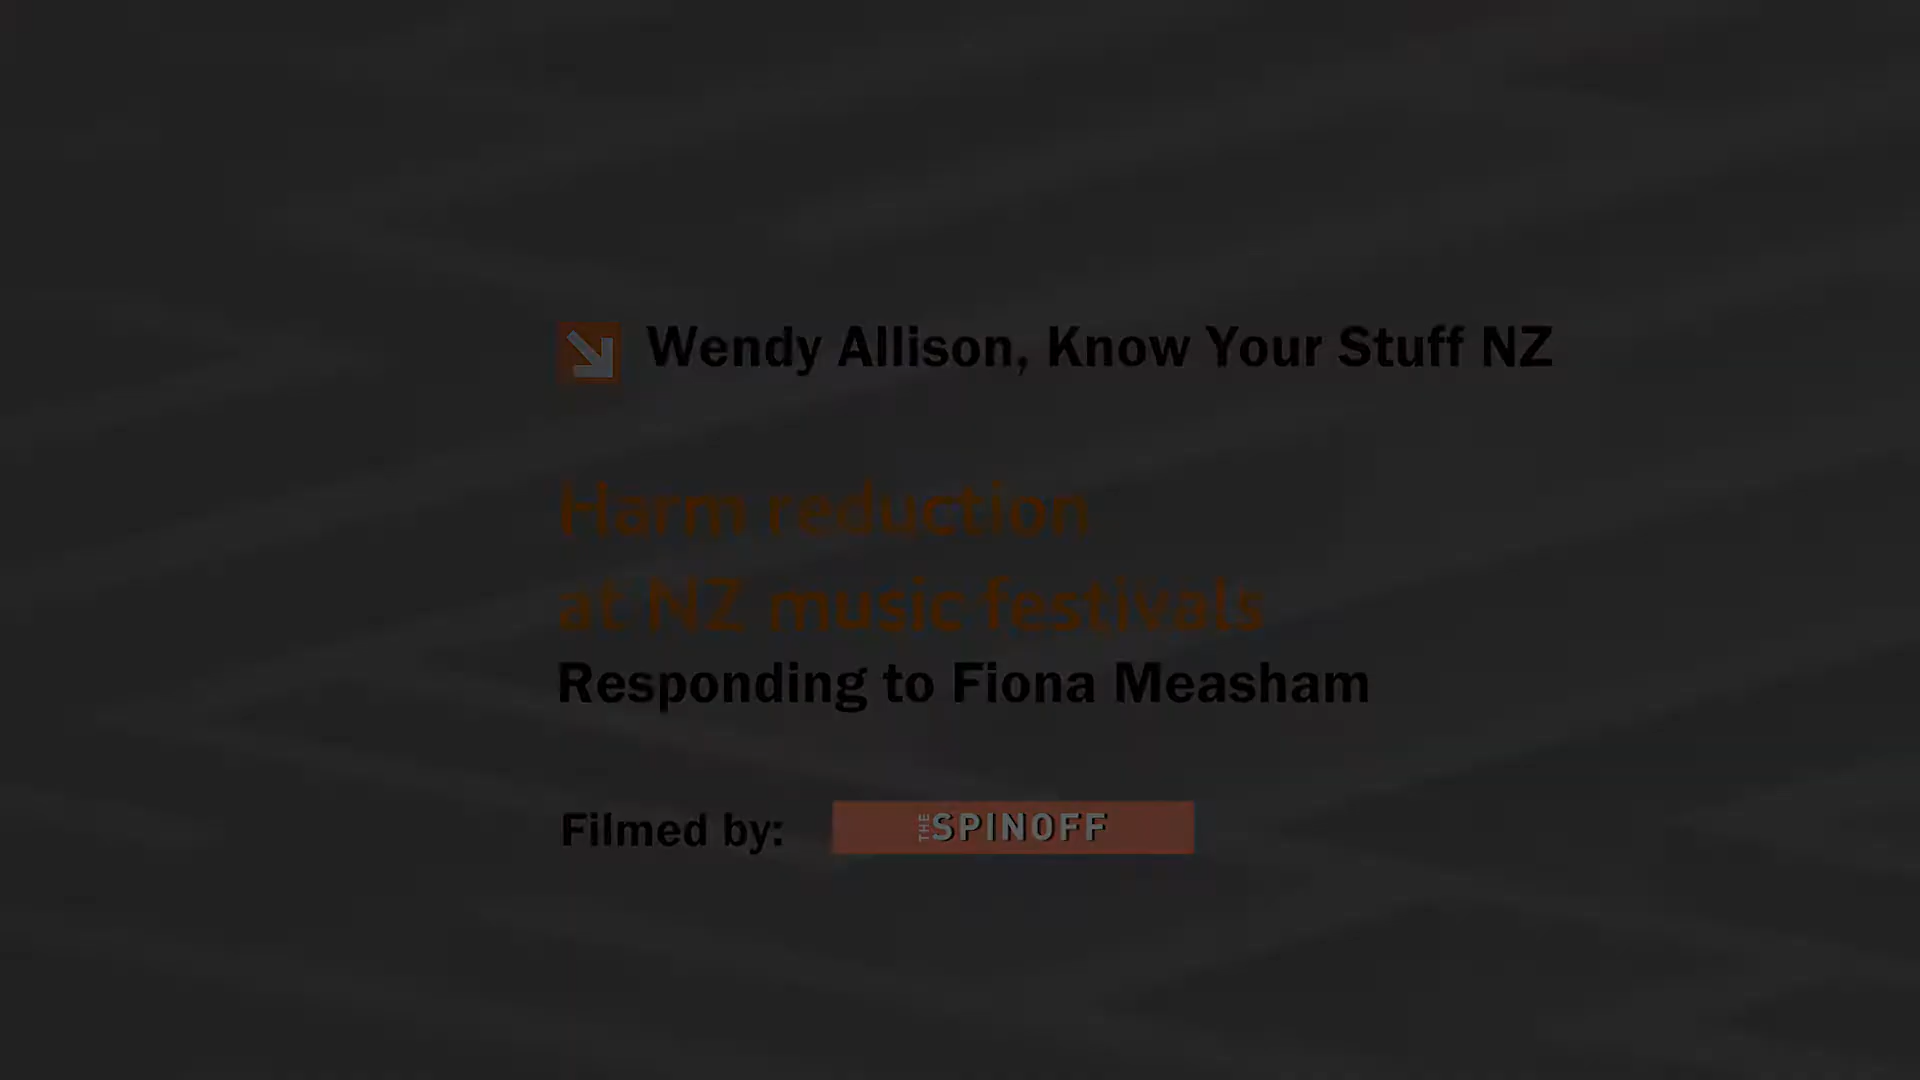 Wendy Allison, Know Your Stuff NZ
Harm reduction
at NZ music festivals
Responding to Fiona Measham
Filmed by: THE SPINOFF